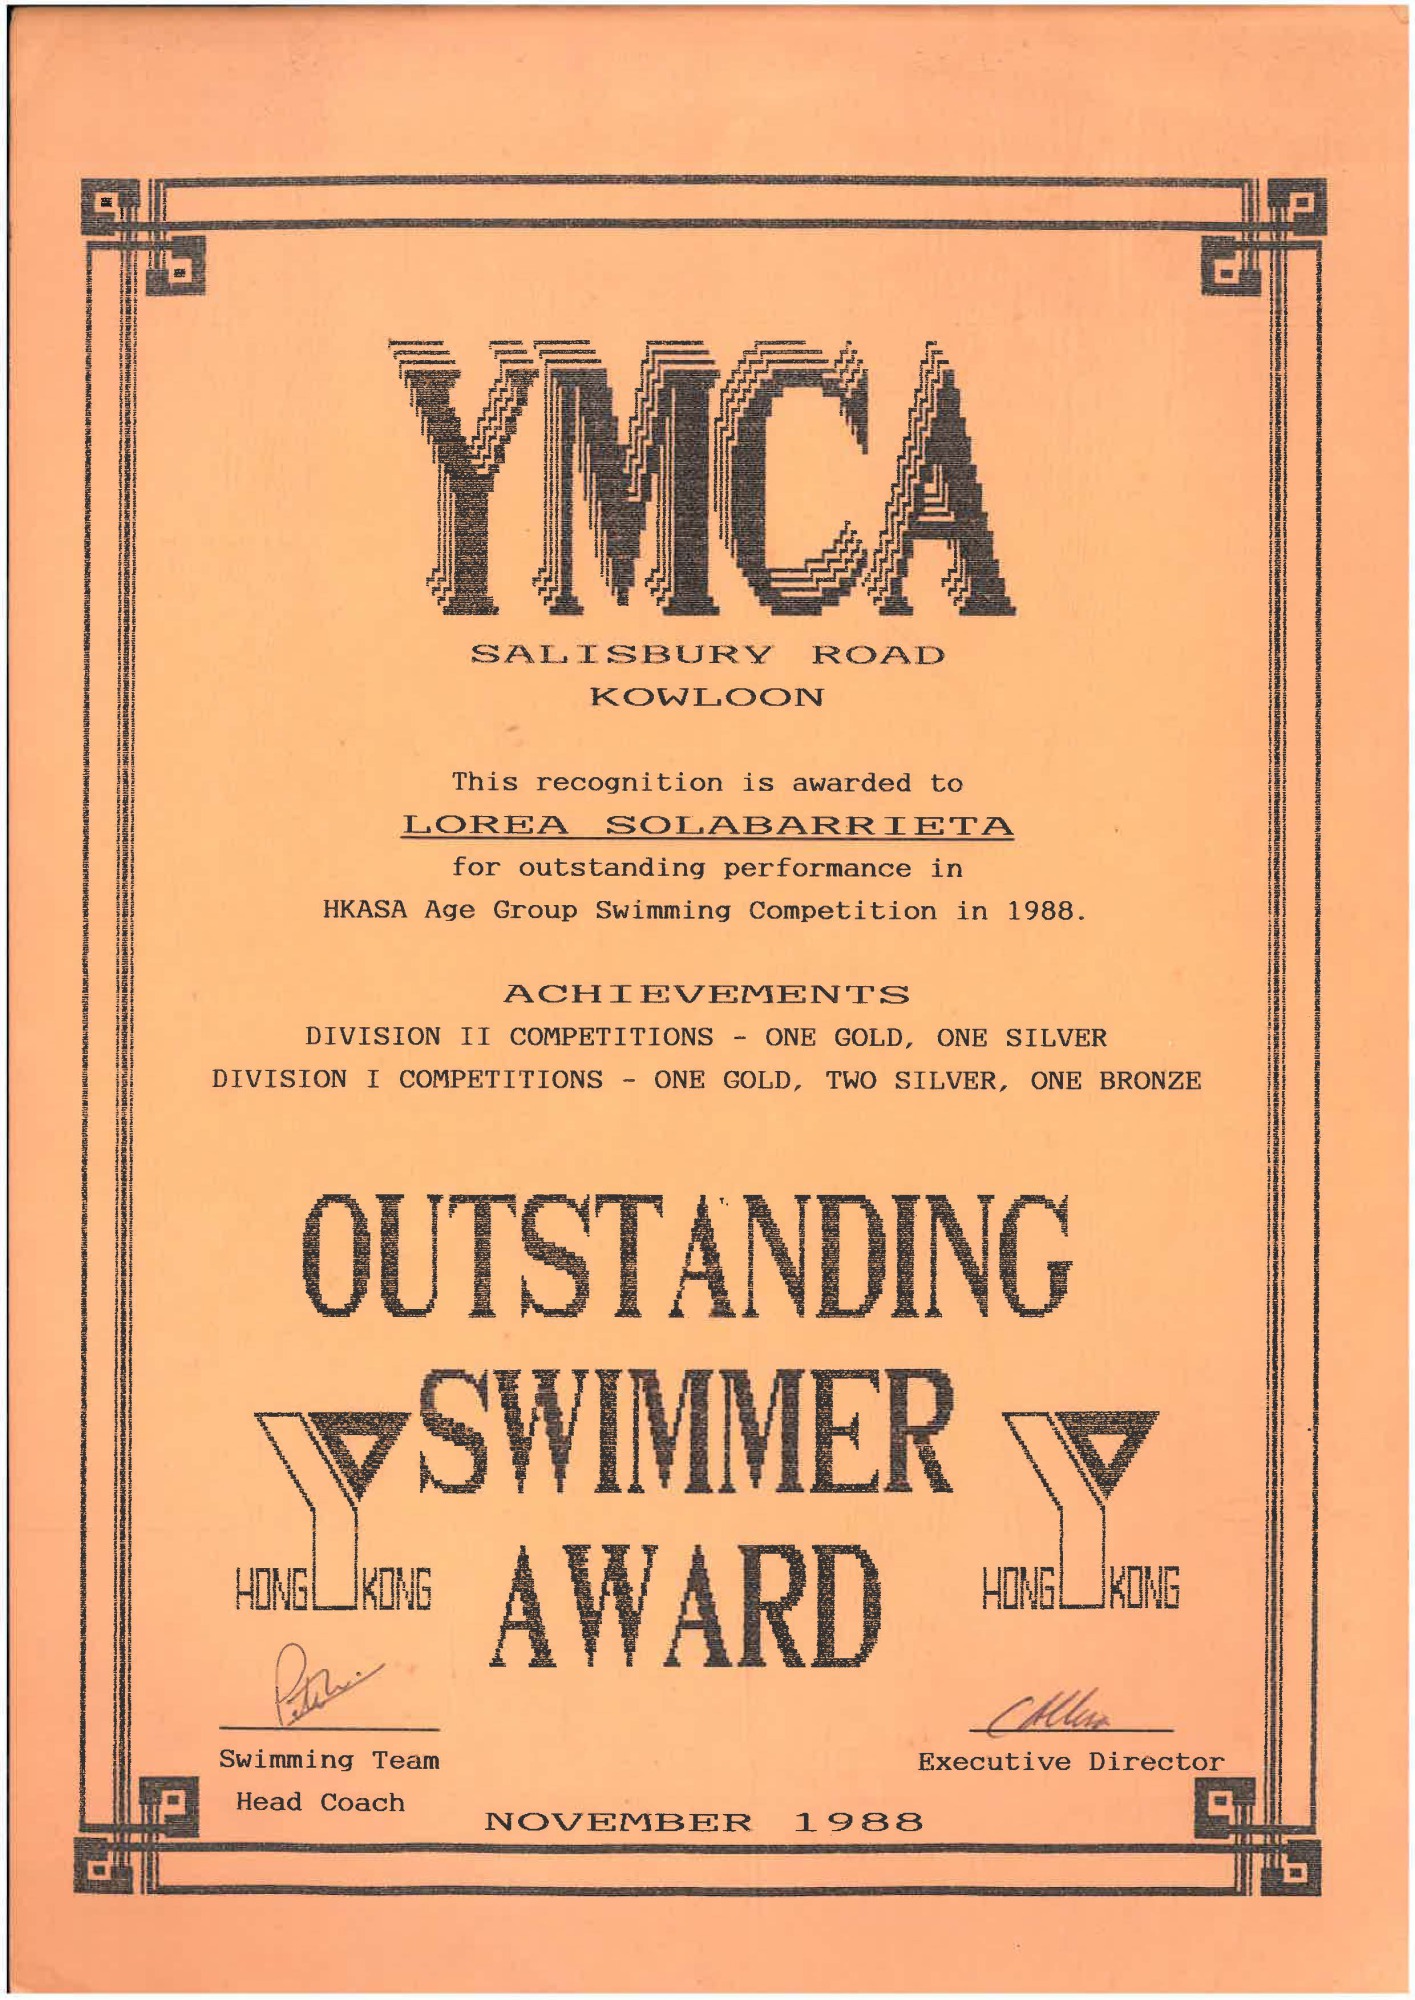 YMCA
SALISBURY ROAD
KOWLOON
This recognition is awarded to
LOREA SOLABARRIETA
for outstanding performance in
HKASA Age Group Swimming Competition in 1988.
ACHIEVEMENTS
DIVISION II COMPETITIONS - ONE GOLD, ONE SILVER
DIVISION I COMPETITIONS - ONE GOLD, TWO SILVER, ONE BRONZE
OUTSTANDING
SWIMMER
AWARD
HONG KONG
HONG KONG
Swimming Team
Head Coach
Executive Director
NOVEMBER 1988